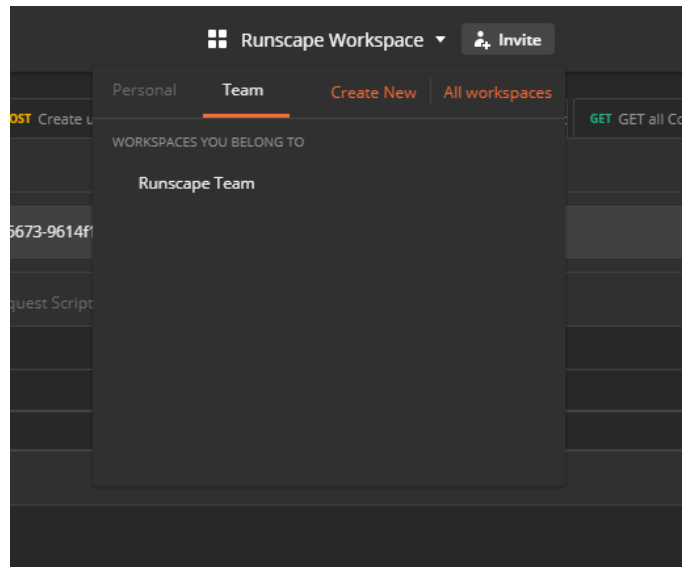 Runscape Workspace Invite
Personal Team Create New All workspaces
OST Create u GET GET all Co
WORKSPACES YOU BELONG TO
Runscape Team
5673-9614f1
quest Script